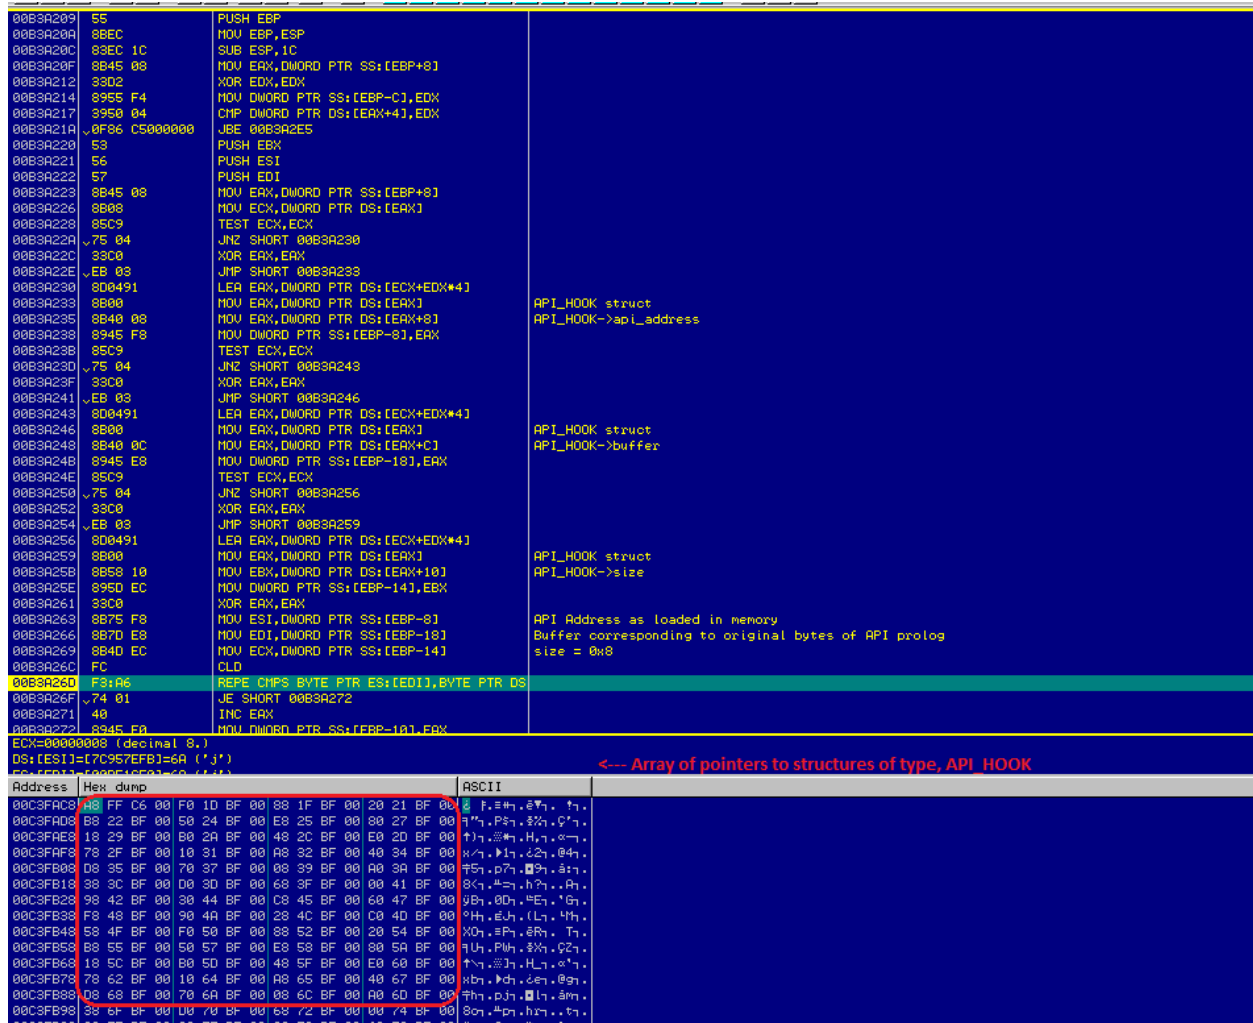 00B3A209 55 PUSH EBP
00B3A20A 8BEC MOV EBP,ESP
00B3A20C 83EC 1C SUB ESP,1C
00B3A20F 8B45 08 MOV EAX,DWORD PTR SS:[EBP+8]
00B3A212 33D2 XOR EDX,EDX
00B3A214 8955 F4 MOV DWORD PTR SS:[EBP-C],EDX
00B3A217 3950 04 CMP DWORD PTR DS:[EAX+4],EDX
00B3A21A 0F86 C5000000 JBE 00B3A2E5
00B3A220 53 PUSH EBX
00B3A221 56 PUSH ESI
00B3A222 57 PUSH EDI
00B3A223 8B45 08 MOV EAX,DWORD PTR SS:[EBP+8]
00B3A226 8B08 MOV ECX,DWORD PTR DS:[EAX]
00B3A228 85C9 TEST ECX,ECX
00B3A22A 75 04 JNZ SHORT 00B3A230
00B3A22C 33C0 XOR EAX,EAX
00B3A22E EB 03 JMP SHORT 00B3A233
00B3A230 8D0491 LEA EAX,DWORD PTR DS:[ECX+EDX*4]
00B3A233 8B00 MOV EAX,DWORD PTR DS:[EAX] API_HOOK struct
00B3A235 8B40 08 MOV EAX,DWORD PTR DS:[EAX+8] API_HOOK->api_address
00B3A238 8945 F8 MOV DWORD PTR SS:[EBP-8],EAX
00B3A23B 85C9 TEST ECX,ECX
00B3A23D 75 04 JNZ SHORT 00B3A243
00B3A23F 33C0 XOR EAX,EAX
00B3A241 EB 03 JMP SHORT 00B3A246
00B3A243 8D0491 LEA EAX,DWORD PTR DS:[ECX+EDX*4]
00B3A246 8B00 MOV EAX,DWORD PTR DS:[EAX] API_HOOK struct
00B3A248 8B40 0C MOV EAX,DWORD PTR DS:[EAX+C] API_HOOK->buffer
00B3A24B 8945 E8 MOV DWORD PTR SS:[EBP-18],EAX
00B3A24E 85C9 TEST ECX,ECX
00B3A250 75 04 JNZ SHORT 00B3A256
00B3A252 33C0 XOR EAX,EAX
00B3A254 EB 03 JMP SHORT 00B3A259
00B3A256 8D0491 LEA EAX,DWORD PTR DS:[ECX+EDX*4]
00B3A259 8B00 MOV EAX,DWORD PTR DS:[EAX] API_HOOK struct
00B3A25B 8B58 10 MOV EBX,DWORD PTR DS:[EAX+10] API_HOOK->size
00B3A25E 895D EC MOV DWORD PTR SS:[EBP-14],EBX
00B3A261 33C0 XOR EAX,EAX
00B3A263 8B75 F8 MOV ESI,DWORD PTR SS:[EBP-8] API Address as loaded in memory
00B3A266 8B7D E8 MOV EDI,DWORD PTR SS:[EBP-18] Buffer corresponding to original bytes of API prolog
00B3A269 8B4D EC MOV ECX,DWORD PTR SS:[EBP-14] size = 0x8
00B3A26C FC CLD
00B3A26D F3:A6 REPE CMPS BYTE PTR ES:[EDI],BYTE PTR DS
00B3A26F 74 01 JE SHORT 00B3A272
00B3A271 40 INC EAX
00B3A272 8945 F0 MOV DWORD PTR SS:[EBP-10],EAX
ECX=00000008 (decimal 8.)
DS:[ESI]=[7C957EFB]=6A ('j')
<--- Array of pointers to structures of type, API_HOOK
Address Hex dump ASCII
00C3FAC8 A8 FF C6 00 F0 1D BF 00 88 1F BF 00 20 21 BF 00
00C3FAD8 B8 22 BF 00 50 24 BF 00 E8 25 BF 00 80 27 BF 00
00C3FAE8 18 29 BF 00 B0 2A BF 00 48 2C BF 00 E0 2D BF 00
00C3FAF8 78 2F BF 00 10 31 BF 00 A8 32 BF 00 40 34 BF 00
00C3FB08 D8 35 BF 00 70 37 BF 00 08 39 BF 00 A0 3A BF 00
00C3FB18 38 3C BF 00 D0 3D BF 00 68 3F BF 00 00 41 BF 00
00C3FB28 98 42 BF 00 30 44 BF 00 C8 45 BF 00 60 47 BF 00
00C3FB38 F8 48 BF 00 90 4A BF 00 28 4C BF 00 C0 4D BF 00
00C3FB48 58 4F BF 00 F0 50 BF 00 88 52 BF 00 20 54 BF 00
00C3FB58 B8 55 BF 00 50 57 BF 00 E8 58 BF 00 80 5A BF 00
00C3FB68 18 5C BF 00 B0 5D BF 00 48 5F BF 00 E0 60 BF 00
00C3FB78 78 62 BF 00 10 64 BF 00 A8 65 BF 00 40 67 BF 00
00C3FB88 D8 68 BF 00 70 6A BF 00 08 6C BF 00 A0 6D BF 00
00C3FB98 38 6F BF 00 D0 70 BF 00 68 72 BF 00 00 74 BF 00